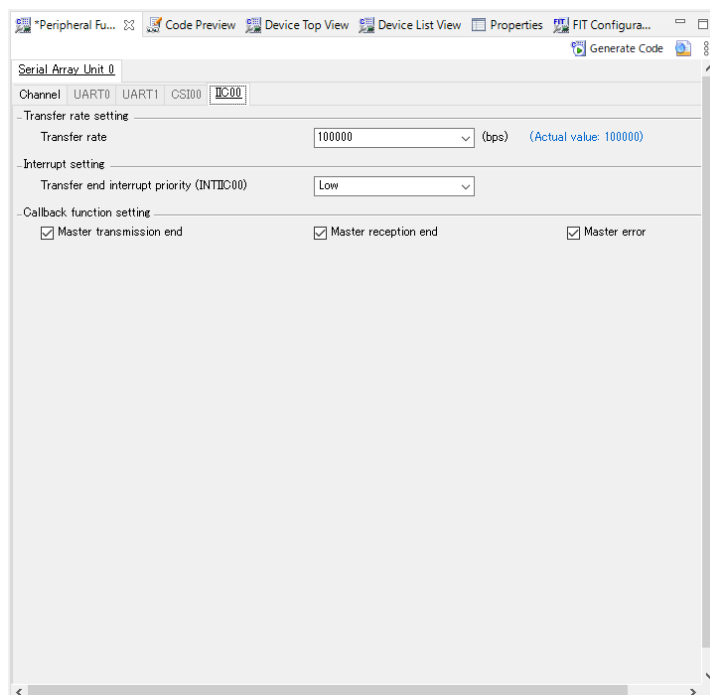 *Peripheral Fu... Code Preview Device Top View Device List View Properties FIT Configura...
Generate Code
Serial Array Unit 0
Channel UART0 UART1 CSI00 IIC00
Transfer rate setting
Transfer rate 100000 (bps) (Actual value: 100000)
Interrupt setting
Transfer end interrupt priority (INTIIC00) Low
Callback function setting
Master transmission end Master reception end Master error